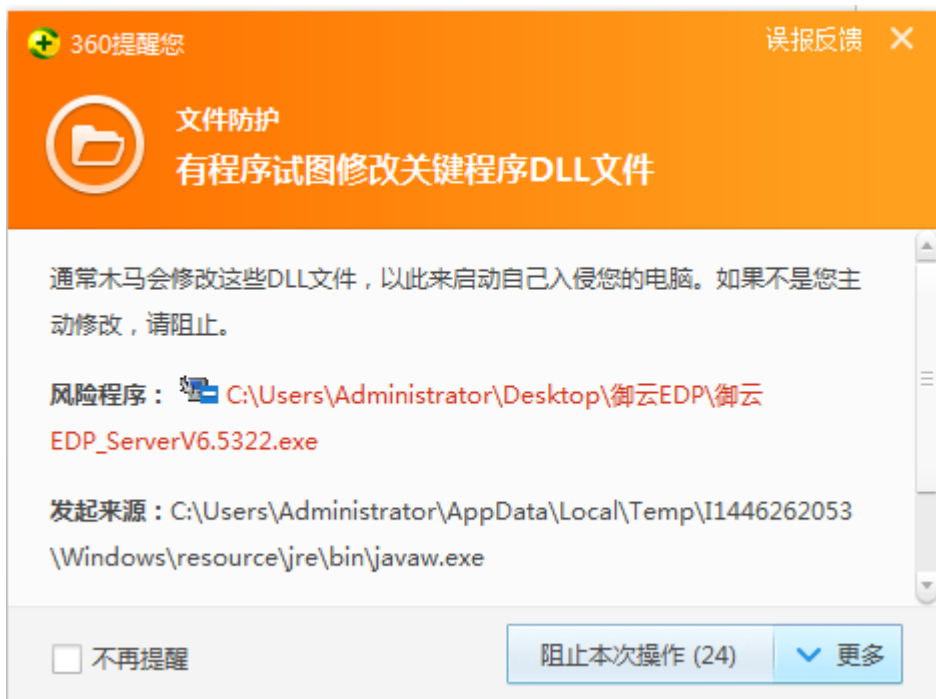 360提醒您
误报反馈
文件防护
有程序试图修改关键程序DLL文件
通常木马会修改这些DLL文件，以此来启动自己入侵您的电脑。如果不是您主
动修改，请阻止。
风险程序： C:\Users\Administrator\Desktop\御云EDP\御云
EDP_ServerV6.5322.exe
发起来源：C:\Users\Administrator\AppData\Local\Temp\I1446262053
\Windows\resource\jre\bin\javaw.exe
不再提醒
阻止本次操作 (24)
更多